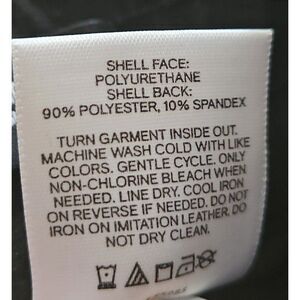 SHELL FACE:
POLYURETHANE
SHELL BACK:
90% POLYESTER, 10% SPANDEX
TURN GARMENT INSIDE OUT.
MACHINE WASH COLD WITH LIKE
COLORS. GENTLE CYCLE. ONLY
NON-CHLORINE BLEACH WHEN
NEEDED. LINE DRY. COOL IRON
ON REVERSE IF NEEDED. DO NOT
IRON ON IMITATION LEATHER. DO
NOT DRY CLEAN.